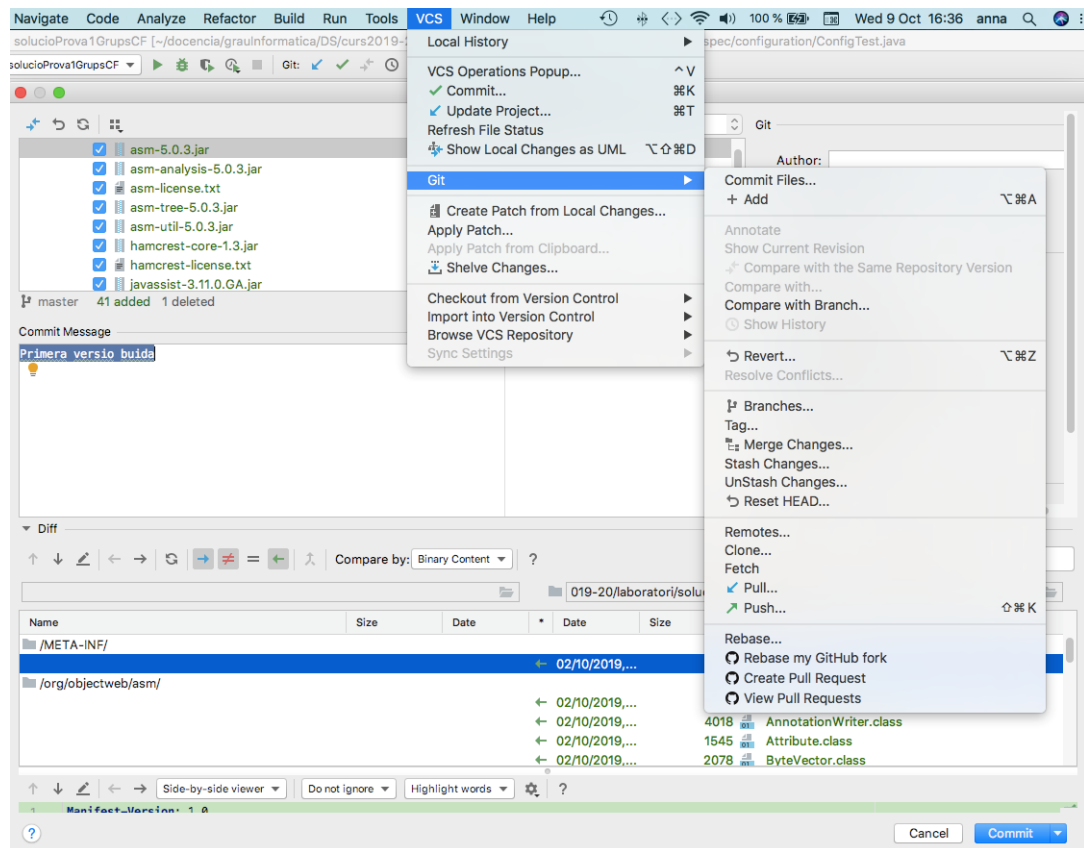 Navigate Code Analyze Refactor Build Run Tools VCS Window Help 100 % Wed 9 Oct 16:36 anna
solucioProva1GrupsCF [~/docencia/grauInformatica/DS/curs2019- spec/configuration/ConfigTest.java
solucioProva1GrupsCF Git:
Local History
VCS Operations Popup... ^V
Commit... ⌘K
Update Project... ⌘T
Refresh File Status
Show Local Changes as UML ⌥⇧⌘D
Git
Create Patch from Local Changes...
Apply Patch...
Apply Patch from Clipboard...
Shelve Changes...
Checkout from Version Control
Import into Version Control
Browse VCS Repository
Sync Settings
Git
Author:
Commit Files...
+ Add ⌥⌘A
Annotate
Show Current Revision
Compare with the Same Repository Version
Compare with...
Compare with Branch...
Show History
Revert... ⌥⌘Z
Resolve Conflicts...
Branches...
Tag...
Merge Changes...
Stash Changes...
UnStash Changes...
Reset HEAD...
Remotes...
Clone...
Fetch
Pull...
Push... ⇧⌘K
Rebase...
Rebase my GitHub fork
Create Pull Request
View Pull Requests
asm-5.0.3.jar
asm-analysis-5.0.3.jar
asm-license.txt
asm-tree-5.0.3.jar
asm-util-5.0.3.jar
hamcrest-core-1.3.jar
hamcrest-license.txt
javassist-3.11.0.GA.jar
master 41 added 1 deleted
Commit Message
Primera versio buida
Diff
Compare by: Binary Content ?
019-20/laboratori/solu
Name Size Date * Date Size
/META-INF/
02/10/2019,...
/org/objectweb/asm/
02/10/2019,...
02/10/2019,... 4018 AnnotationWriter.class
02/10/2019,... 1545 Attribute.class
02/10/2019,... 2078 ByteVector.class
Side-by-side viewer Do not ignore Highlight words ?
1 Manifest-Version: 1.0
? Cancel Commit